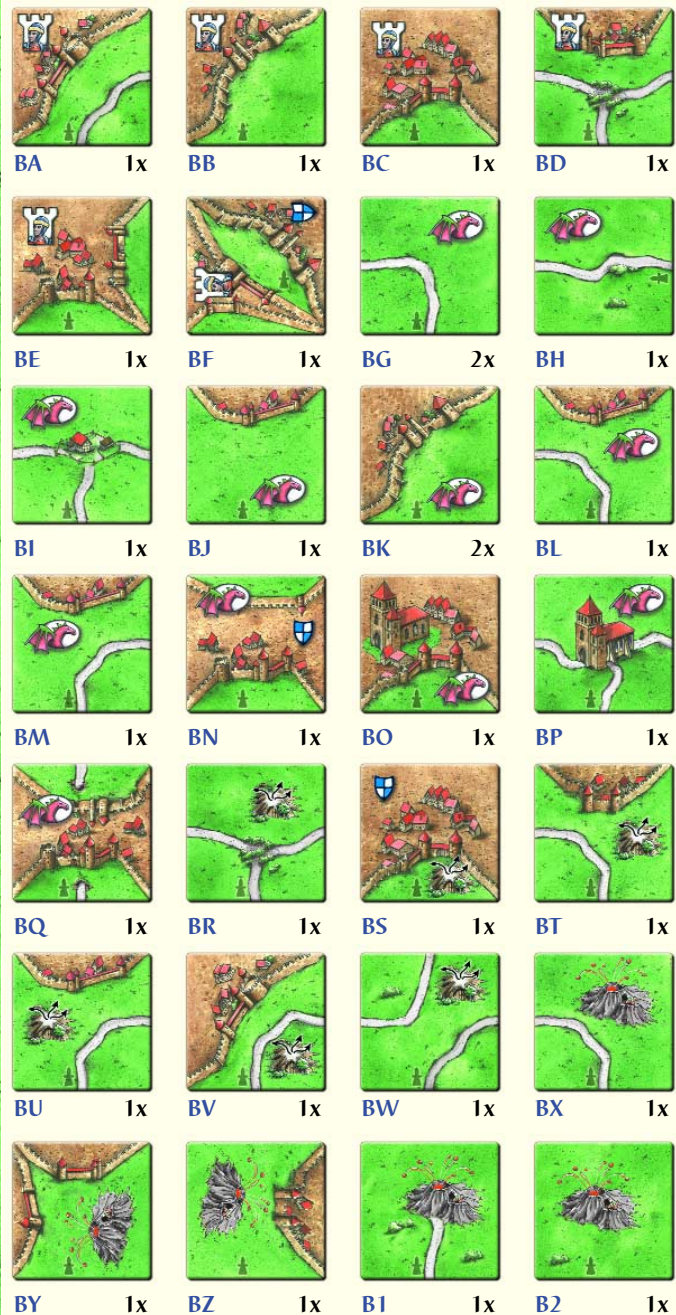 BA 1x BB 1x BC 1x BD 1x
BE 1x BF 1x BG 2x BH 1x
BI 1x BJ 1x BK 2x BL 1x
BM 1x BN 1x BO 1x BP 1x
BQ 1x BR 1x BS 1x BT 1x
BU 1x BV 1x BW 1x BX 1x
BY 1x BZ 1x B1 1x B2 1x